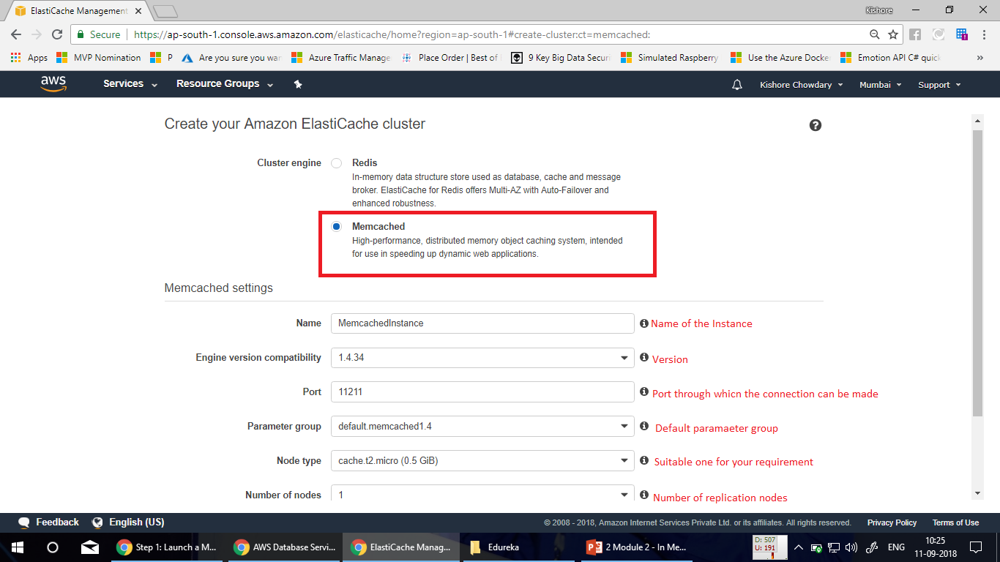 ElastiCache Management
Kishore
Secure
https://ap-south-1.console.aws.amazon.com/elasticache/home?region=ap-south-1#create-cluster:ct=memcached:
Apps
MVP Nomination
P
Are you sure you wan
Azure Traffic Manage
Place Order | Best of
9 Key Big Data Secur
Simulated Raspberry
Use the Azure Docke
Emotion API C# quick
»
aws
Services
Resource Groups
Kishore Chowdary
Mumbai
Support
Create your Amazon ElastiCache cluster
Cluster engine
Redis
In-memory data structure store used as database, cache and message
broker. ElastiCache for Redis offers Multi-AZ with Auto-Failover and
enhanced robustness.
Memcached
High-performance, distributed memory object caching system, intended
for use in speeding up dynamic web applications.
Memcached settings
Name
MemcachedInstance
Name of the Instance
Engine version compatibility
1.4.34
Version
Port
11211
Port through whicn the connection can be made
Parameter group
default.memcached1.4
Default paramaeter group
Node type
cache.t2.micro (0.5 GiB)
Suitable one for your requirement
Number of nodes
1
Number of replication nodes
Feedback
English (US)
© 2008 - 2018, Amazon Internet Services Private Ltd. or its affiliates. All rights reserved.
Privacy Policy
Terms of Use
Step 1: Launch a M...
AWS Database Servi...
ElastiCache Manag...
Edureka
2 Module 2 - In Me...
D: 507
U: 191
ENG
10:25
11-09-2018